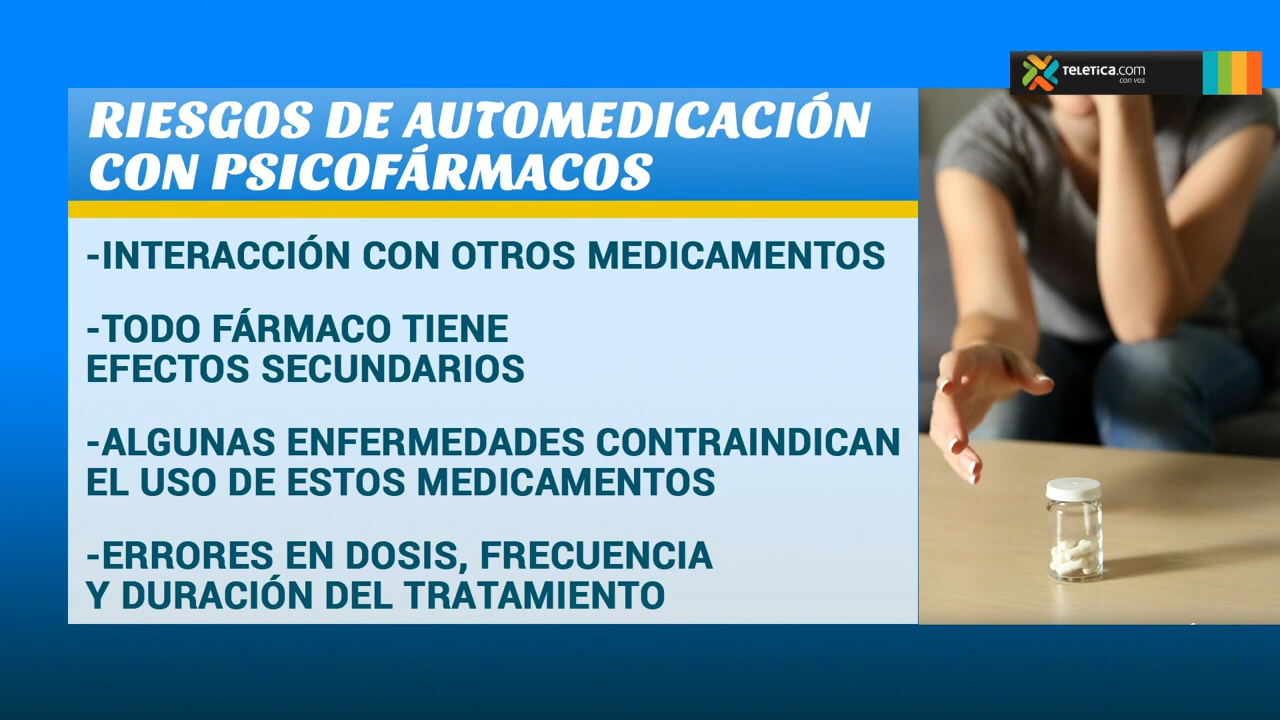 TELETICA.com
con vos
RIESGOS DE AUTOMEDICACIÓN
CON PSICOFÁRMACOS
-INTERACCIÓN CON OTROS MEDICAMENTOS
-TODO FÁRMACO TIENE
EFECTOS SECUNDARIOS
-ALGUNAS ENFERMEDADES CONTRAINDICAN
EL USO DE ESTOS MEDICAMENTOS
-ERRORES EN DOSIS, FRECUENCIA
Y DURACIÓN DEL TRATAMIENTO